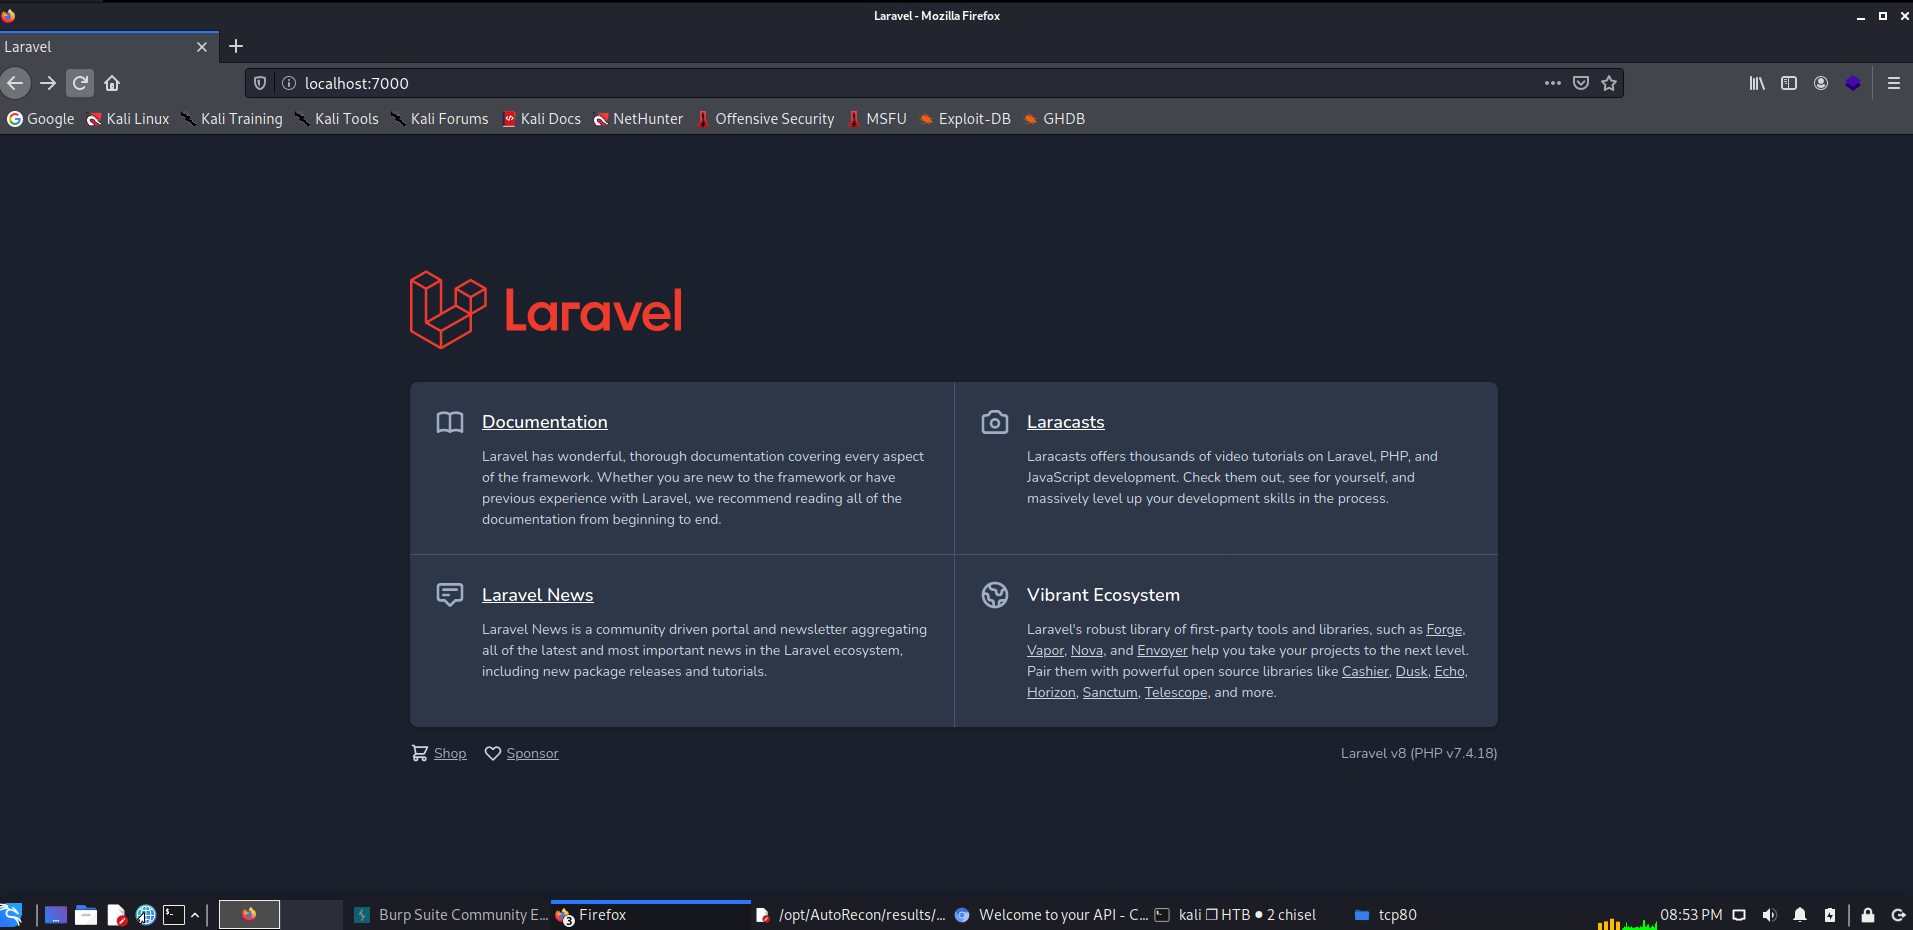 Laravel - Mozilla Firefox
Laravel
localhost:7000
Google Kali Linux Kali Training Kali Tools Kali Forums Kali Docs NetHunter Offensive Security MSFU Exploit-DB GHDB
Laravel
Documentation
Laravel has wonderful, thorough documentation covering every aspect
of the framework. Whether you are new to the framework or have
previous experience with Laravel, we recommend reading all of the
documentation from beginning to end.
Laracasts
Laracasts offers thousands of video tutorials on Laravel, PHP, and
JavaScript development. Check them out, see for yourself, and
massively level up your development skills in the process.
Laravel News
Laravel News is a community driven portal and newsletter aggregating
all of the latest and most important news in the Laravel ecosystem,
including new package releases and tutorials.
Vibrant Ecosystem
Laravel's robust library of first-party tools and libraries, such as Forge,
Vapor, Nova, and Envoyer help you take your projects to the next level.
Pair them with powerful open source libraries like Cashier, Dusk, Echo,
Horizon, Sanctum, Telescope, and more.
Shop Sponsor Laravel v8 (PHP v7.4.18)
Burp Suite Community E... 3 Firefox /opt/AutoRecon/results/... Welcome to your API - C... kali ❐ HTB ● 2 chisel tcp80 08:53 PM